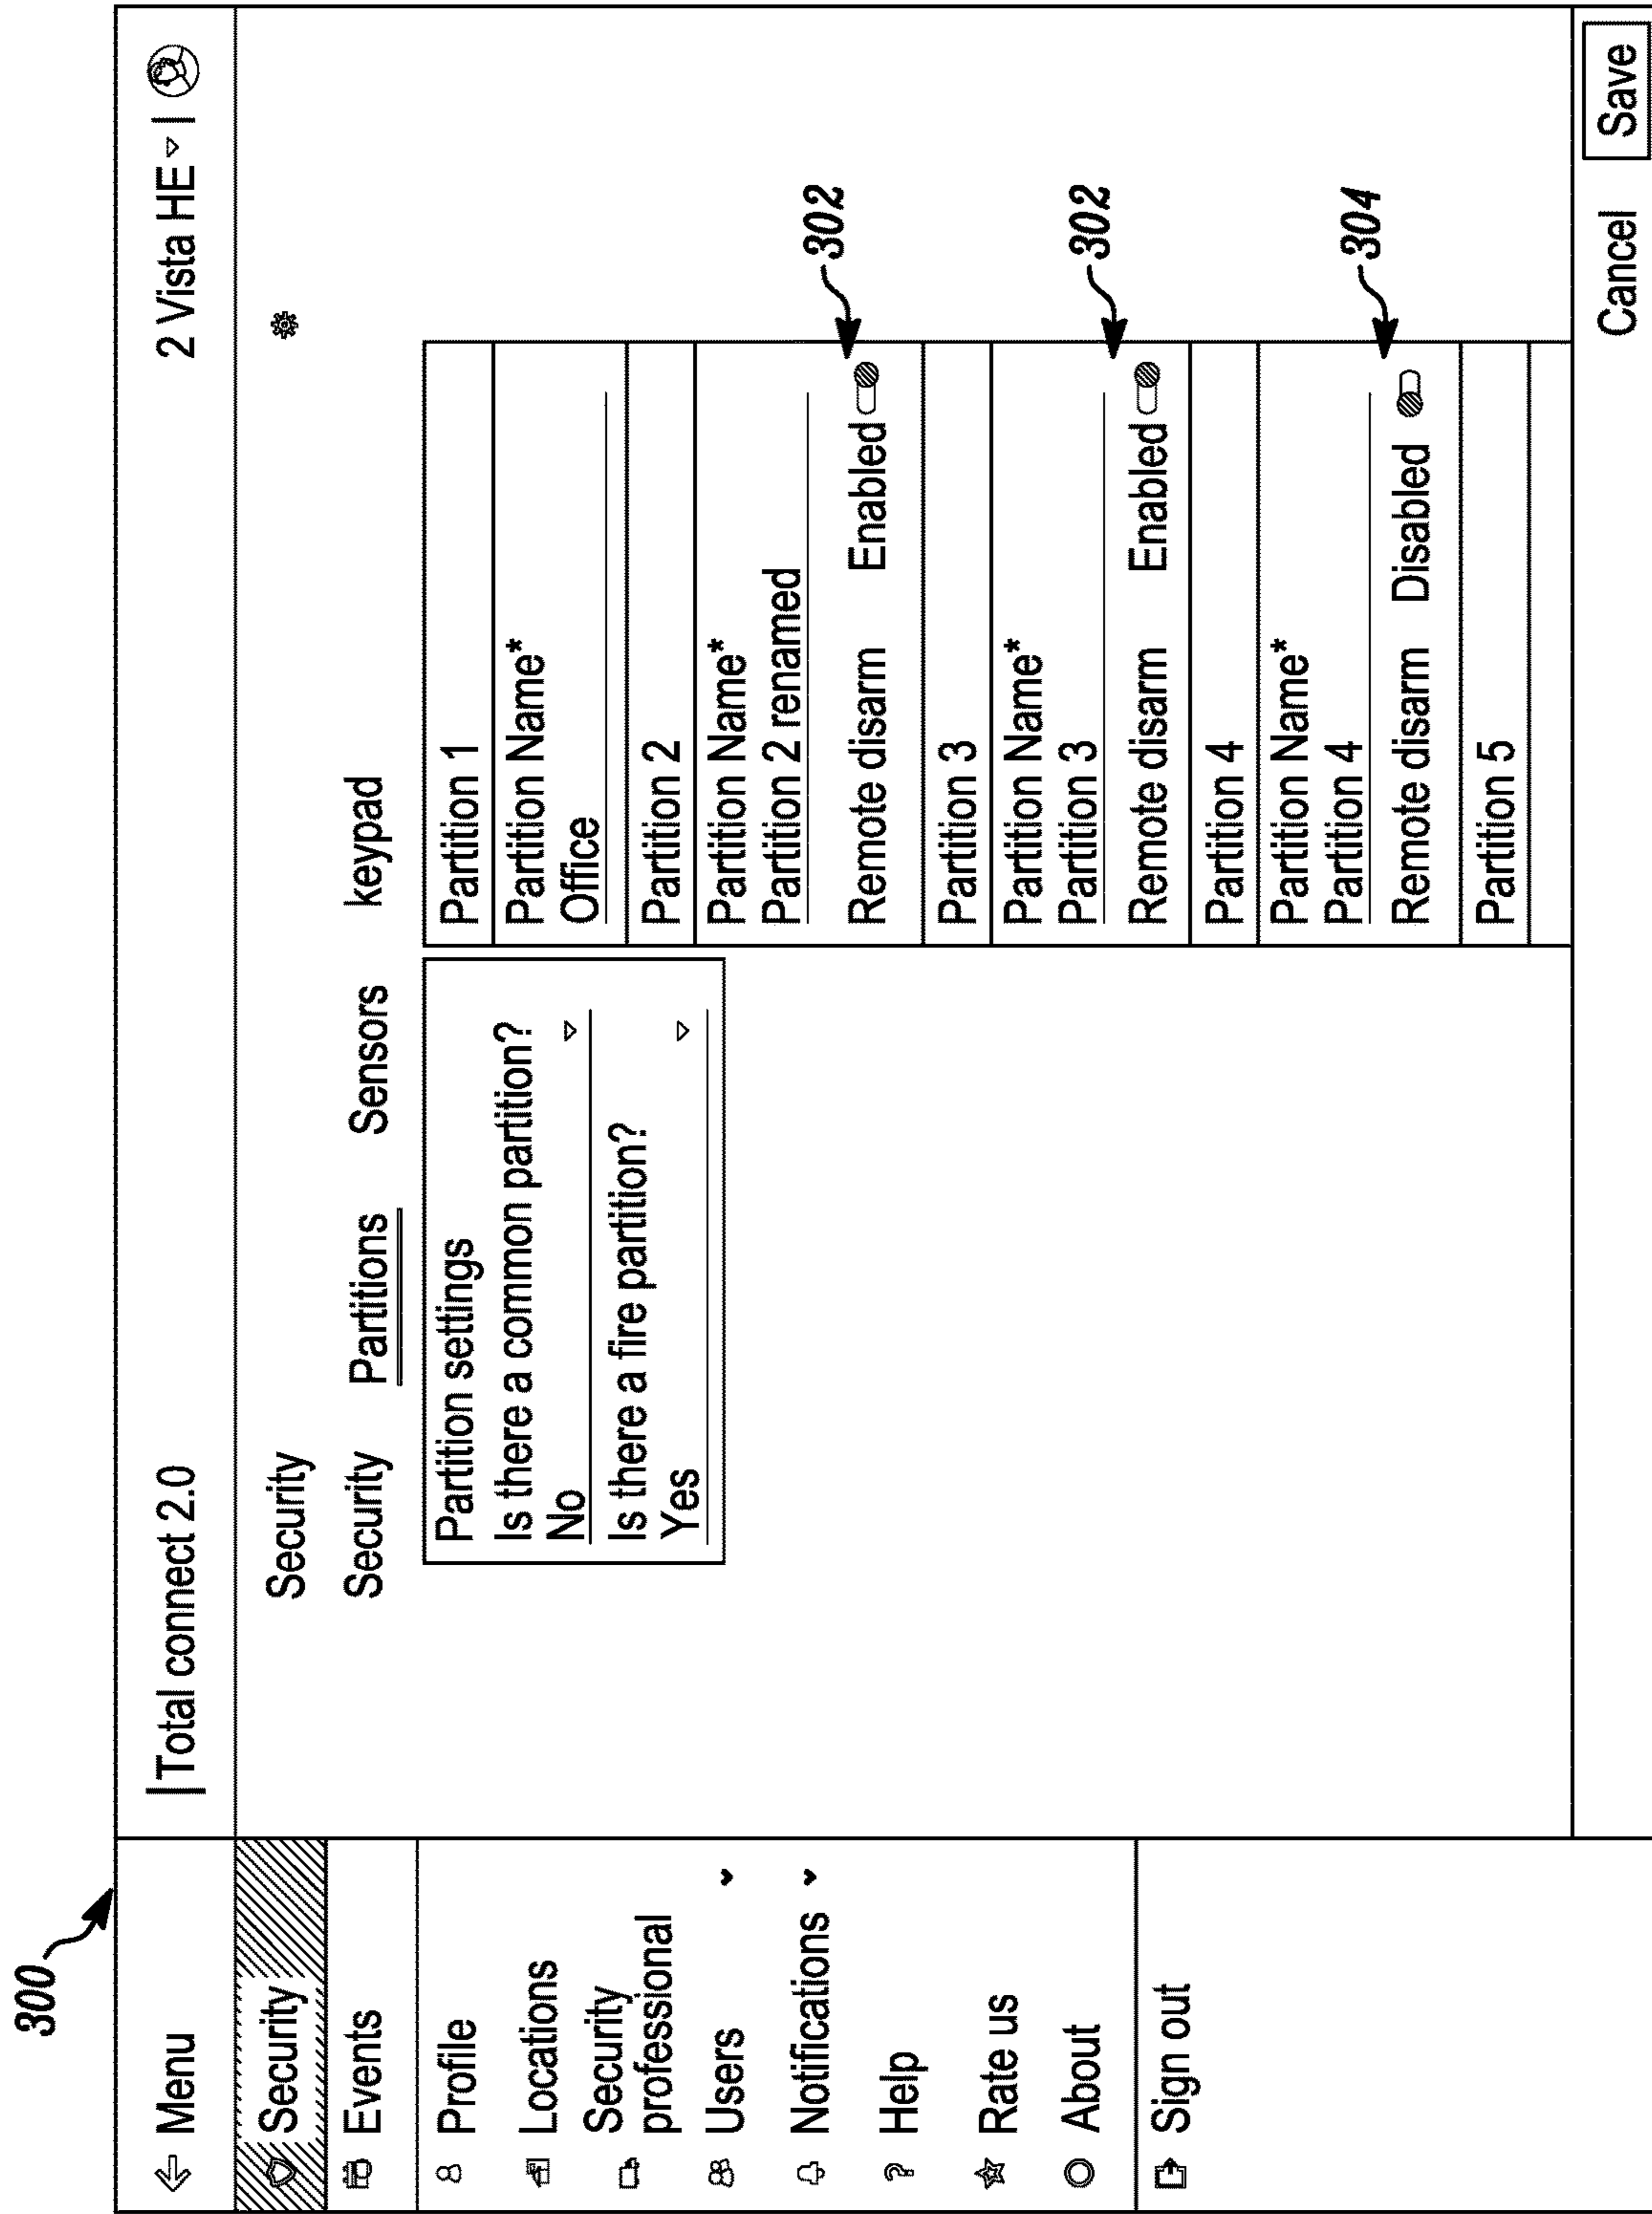 300
Menu
Security
Events
Profile
Locations
Security
professional
Users
Notifications
Help
Rate us
About
Sign out
Total connect 2.0
2 Vista HE
Security
Security Partitions Sensors keypad
Partition settings
Is there a common partition?
No
Is there a fire partition?
Yes
Partition 1
Partition Name*
Office
Partition 2
Partition Name*
Partition 2 renamed
Remote disarm Enabled
302
Partition 3
Partition Name*
Partition 3
Remote disarm Enabled
302
Partition 4
Partition Name*
Partition 4
Remote disarm Disabled
304
Partition 5
Cancel Save